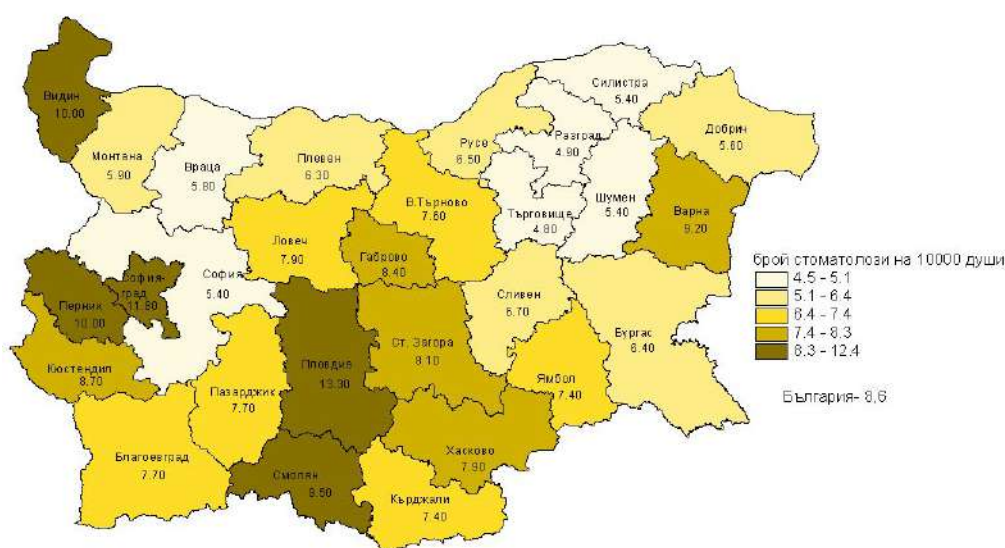 Видин
10.00
Монтана
5.90
Враца
5.80
Плевен
6.30
Русе
6.50
Силистра
5.40
Разград
4.90
Добрич
5.60
Шумен
5.40
Варна
9.20
Търговище
4.80
В.Търново
7.60
Ловеч
7.90
Габрово
8.40
София-
град
11.80
София
5.40
Перник
10.00
Кюстендил
8.70
Сливен
6.70
Бургас
6.40
Ст. Загора
8.10
Пловдив
13.30
Ямбол
7.40
Пазарджик
7.70
Благоевград
7.70
Смолян
9.50
Хасково
7.90
Кърджали
7.40
брой стоматолози на 10000 души
4.5 - 5.1
5.1 - 6.4
6.4 - 7.4
7.4 - 8.3
8.3 - 12.4
България- 8,6